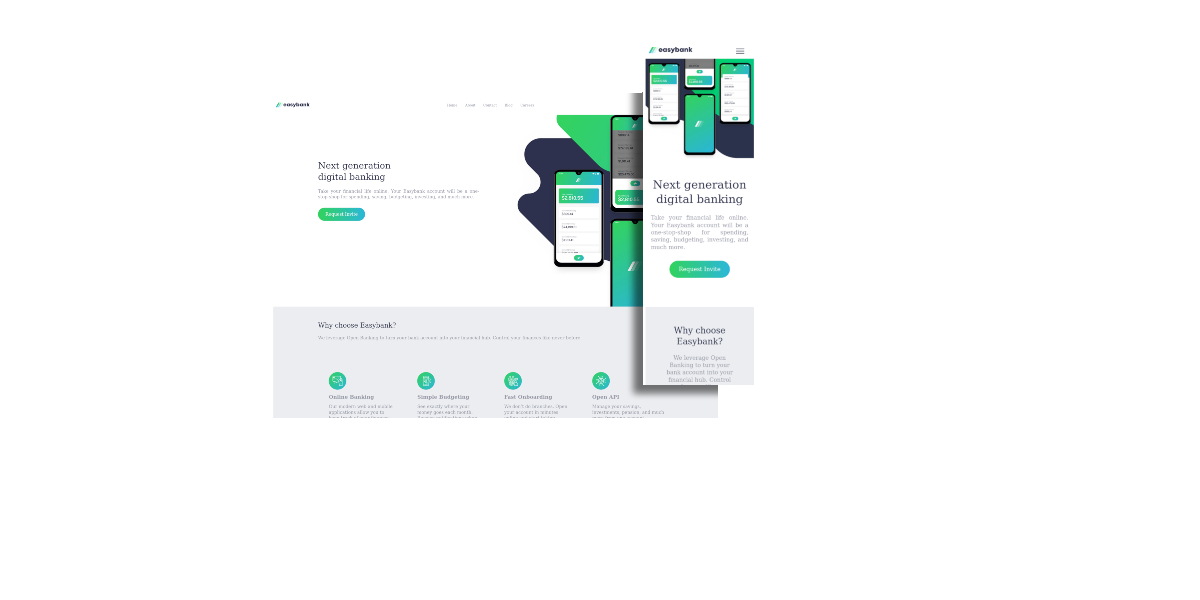 easybank
Home About Contact Blog Careers
Next generation
digital banking
Take your financial life online. Your Easybank account will be a one-
stop-shop for spending, saving, budgeting, investing, and much more.
Request Invite
Why choose Easybank?
We leverage Open Banking to turn your bank account into your financial hub. Control your finances like never before
Online Banking
Our modern web and mobile
applications allow you to
Simple Budgeting
See exactly where your
money goes each month.
Fast Onboarding
We don't do branches. Open
your account in minutes
Open API
Manage your savings,
investments, pension, and much
easybank
Next generation
digital banking
Take your financial life online.
Your Easybank account will be a
one-stop-shop for spending,
saving, budgeting, investing, and
much more.
Request Invite
Why choose
Easybank?
We leverage Open
Banking to turn your
bank account into your
financial hub. Control